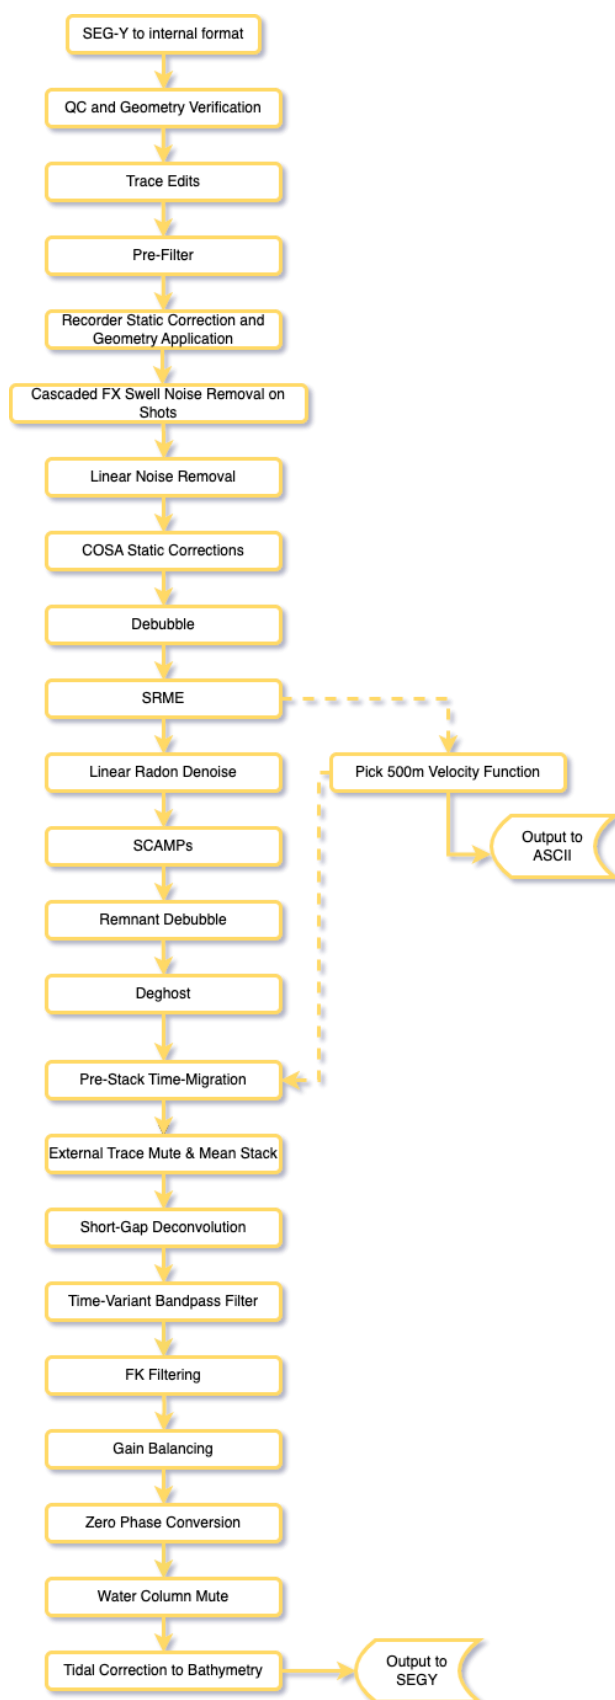 SEG-Y to internal format
QC and Geometry Verification
Trace Edits
Pre-Filter
Recorder Static Correction and
Geometry Application
Cascaded FX Swell Noise Removal on
Shots
Linear Noise Removal
COSA Static Corrections
Debubble
SRME
Linear Radon Denoise
Pick 500m Velocity Function
Output to
ASCII
SCAMPs
Remnant Debubble
Deghost
Pre-Stack Time-Migration
External Trace Mute & Mean Stack
Short-Gap Deconvolution
Time-Variant Bandpass Filter
FK Filtering
Gain Balancing
Zero Phase Conversion
Water Column Mute
Tidal Correction to Bathymetry
Output to
SEGY